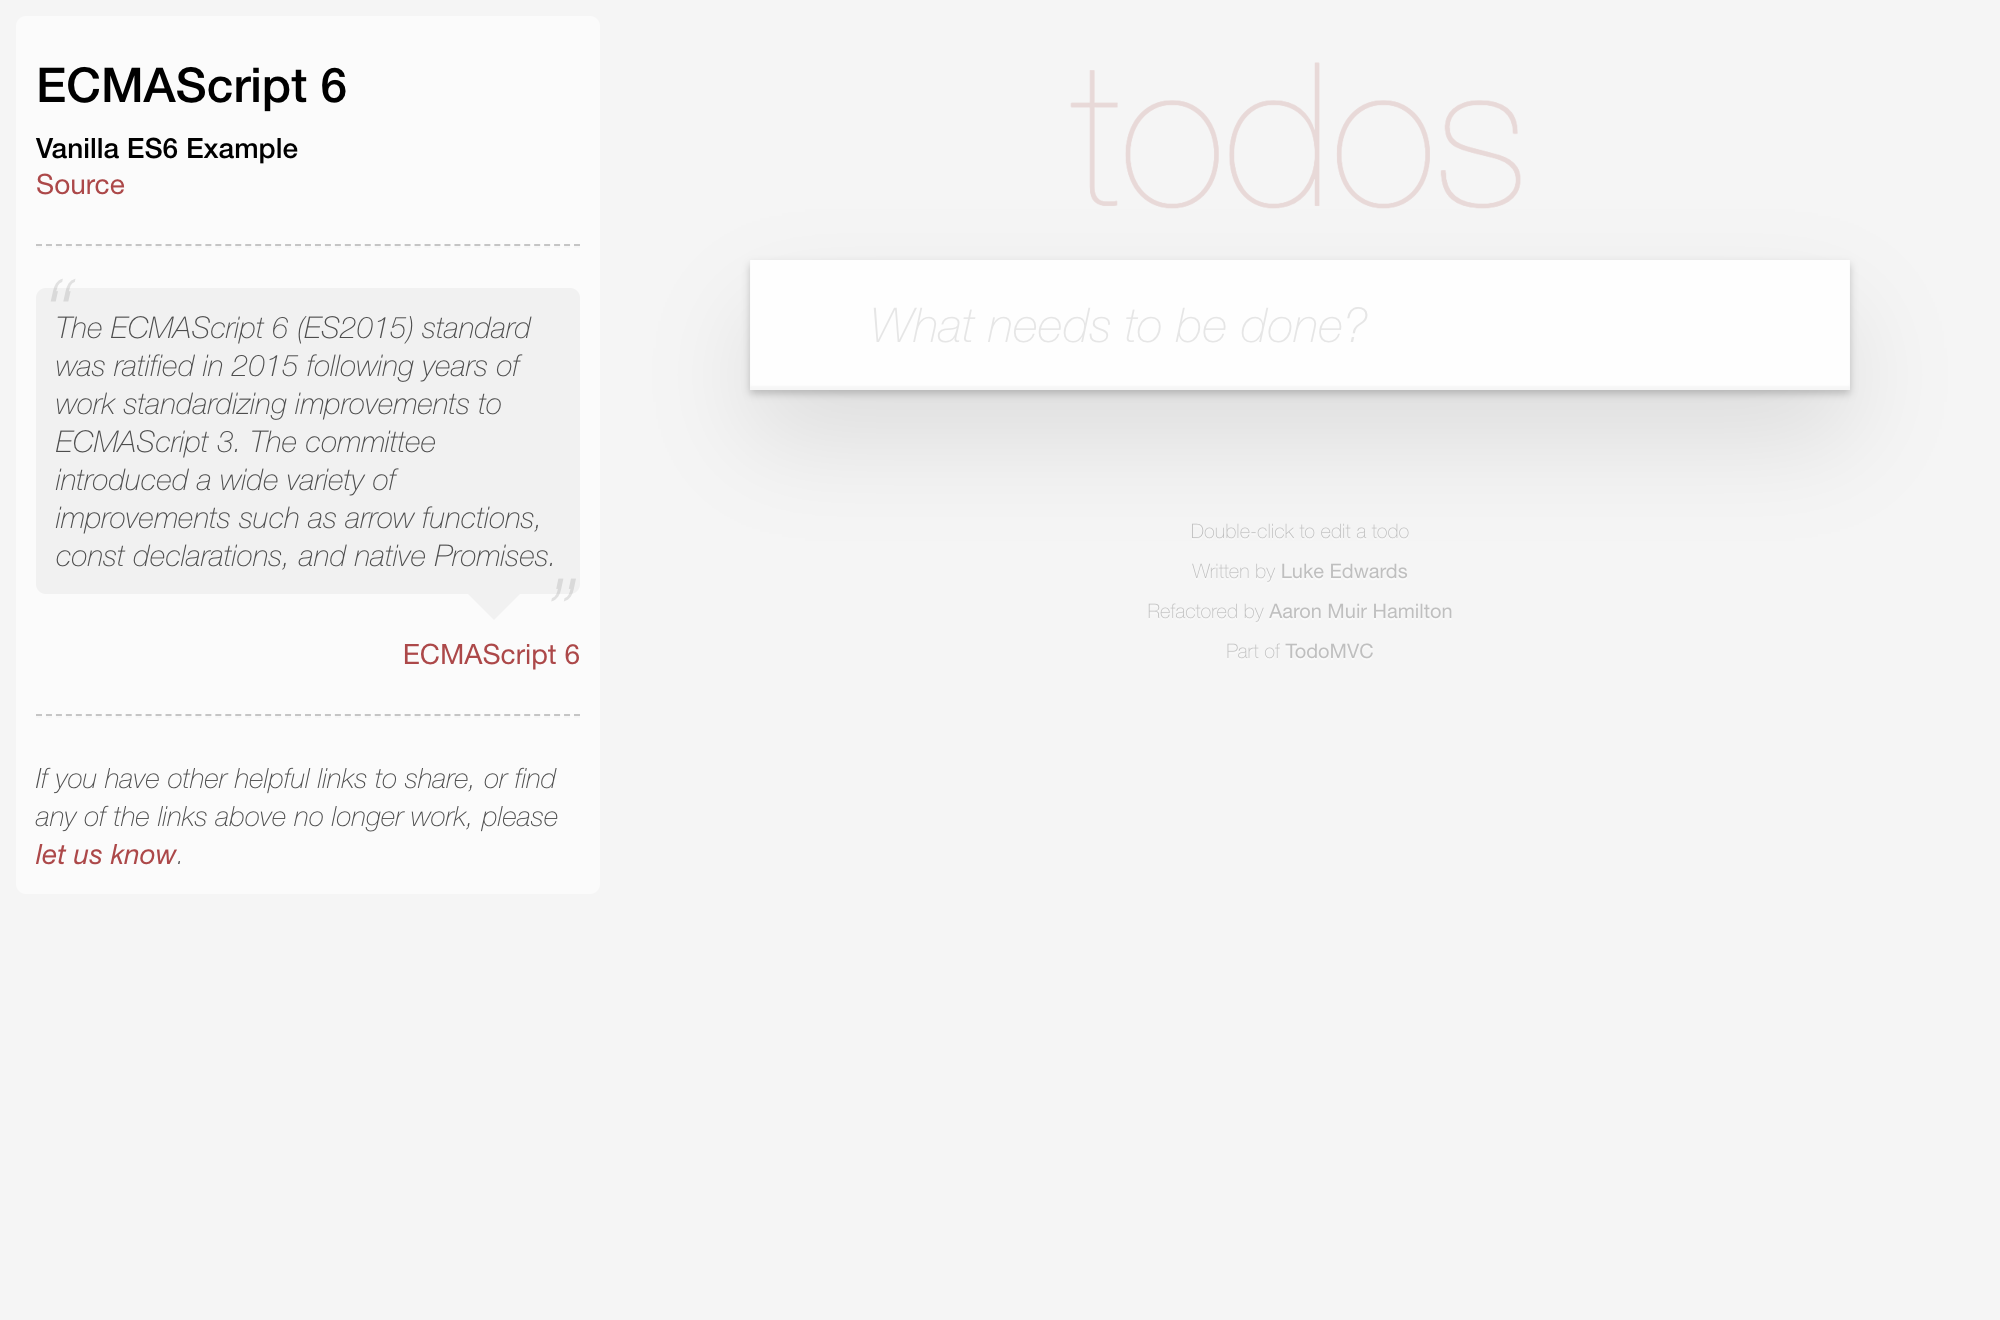 ECMAScript 6
Vanilla ES6 Example
Source
“
The ECMAScript 6 (ES2015) standard
was ratified in 2015 following years of
work standardizing improvements to
ECMAScript 3. The committee
introduced a wide variety of
improvements such as arrow functions,
const declarations, and native Promises.
”
ECMAScript 6
If you have other helpful links to share, or find
any of the links above no longer work, please
let us know.
todos
What needs to be done?
Double-click to edit a todo
Written by Luke Edwards
Refactored by Aaron Muir Hamilton
Part of TodoMVC